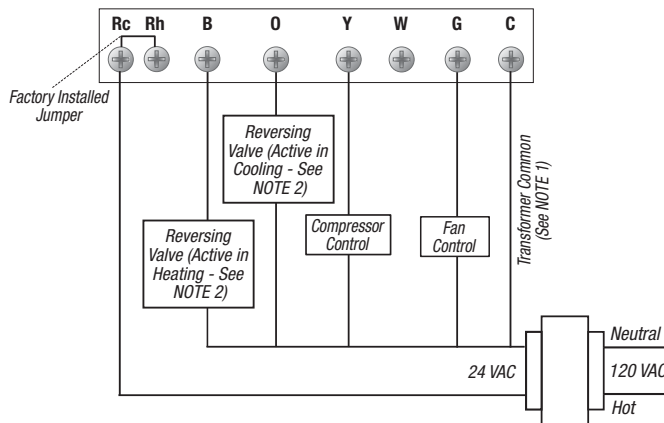 Rc Rh B O Y W G C
Factory Installed
Jumper
Reversing
Valve (Active in
Cooling - See
NOTE 2)
Reversing
Valve (Active in
Heating - See
NOTE 2)
Compressor
Control
Fan
Control
Transformer Common
(See NOTE 1)
Neutral
24 VAC
120 VAC
Hot